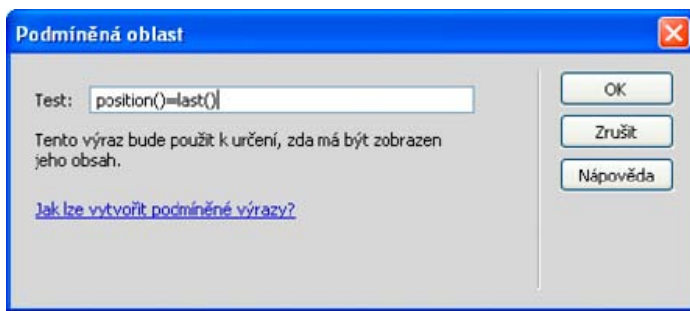 Podmíněná oblast
Test: position()=last()
OK
Tento výraz bude použit k určení, zda má být zobrazen
jeho obsah.
Zrušit
Nápověda
Jak lze vytvořit podmíněné výrazy?